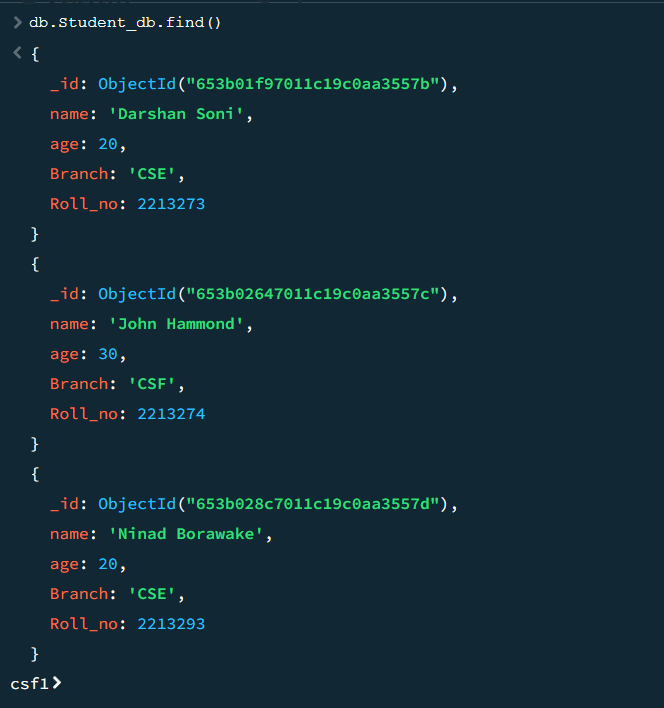 > db.Student_db.find()
< {
_id: ObjectId("653b01f97011c19c0aa3557b"),
name: 'Darshan Soni',
age: 20,
Branch: 'CSE',
Roll_no: 2213273
}
{
_id: ObjectId("653b02647011c19c0aa3557c"),
name: 'John Hammond',
age: 30,
Branch: 'CSF',
Roll_no: 2213274
}
{
_id: ObjectId("653b028c7011c19c0aa3557d"),
name: 'Ninad Borawake',
age: 20,
Branch: 'CSE',
Roll_no: 2213293
}
csf1>